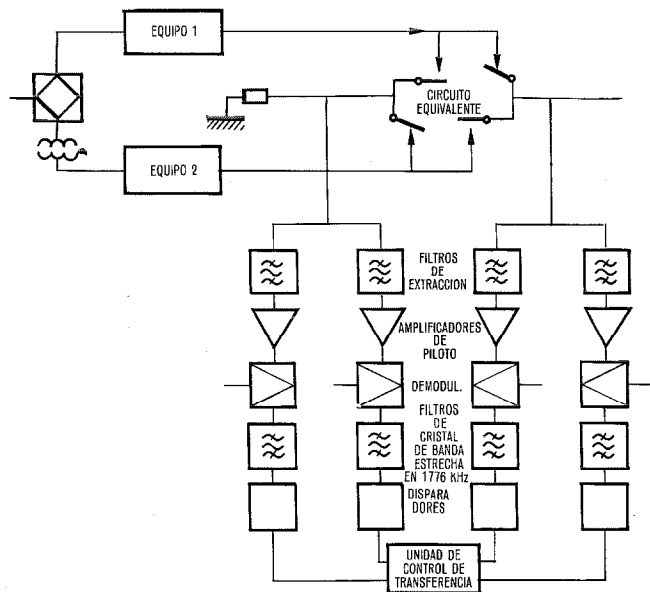 EQUIPO 1
CIRCUITO
EQUIVALENTE
EQUIPO 2
FILTROS
DE
EXTRACCION
AMPLIFICADORES
DE
PILOTO
DEMODUL.
FILTROS
DE
CRISTAL
DE BANDA
ESTRECHA
EN 1776 KHz
DISPARA
DORES
UNIDAD DE
CONTROL DE
TRANSFERENCIA